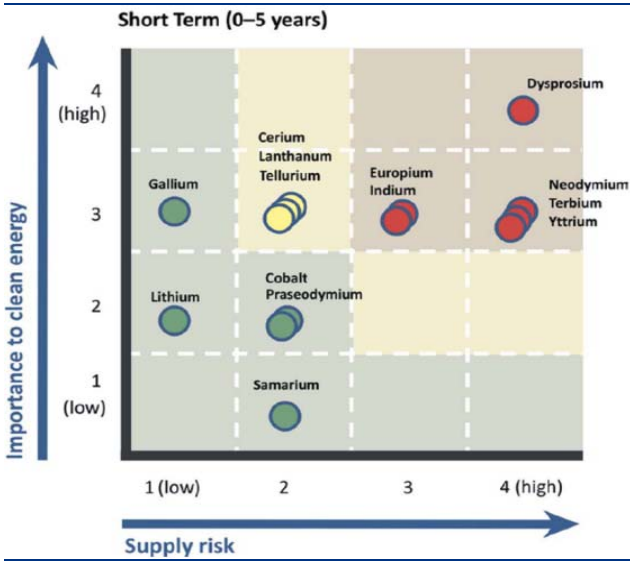 Short Term (0–5 years)
4
(high)
Dysprosium
Cerium
Lanthanum
Tellurium
Europium
Indium
Neodymium
Terbium
Yttrium
Gallium
3
Lithium
Cobalt
Praseodymium
2
Samarium
1
(low)
Importance to clean energy
1 (low)
2
3
4 (high)
Supply risk